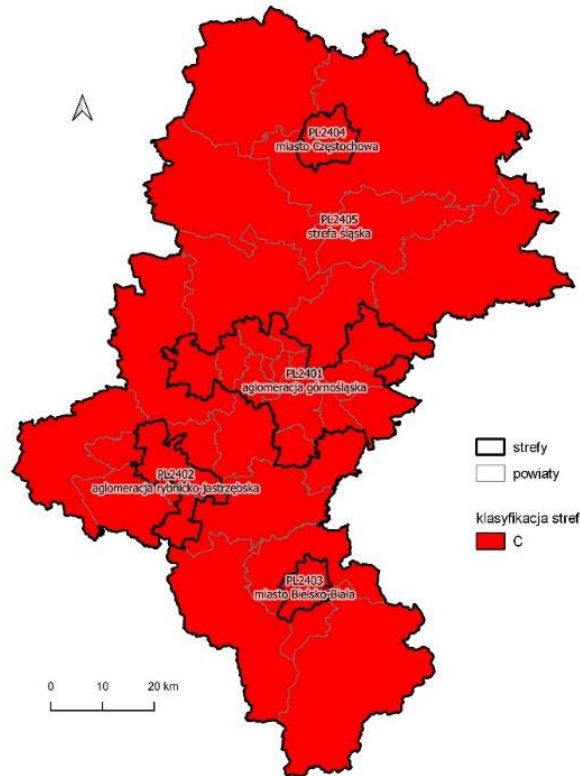 PL2404
miasto Częstochowa
PL2405
strefa śląska
PL2401
aglomeracja górnośląska
strefy
powiaty
klasyfikacja stref
C
PL2402
aglomeracja rybnicko-jastrzębska
PL2403
miasto Bielsko-Biała
0 10 20 km